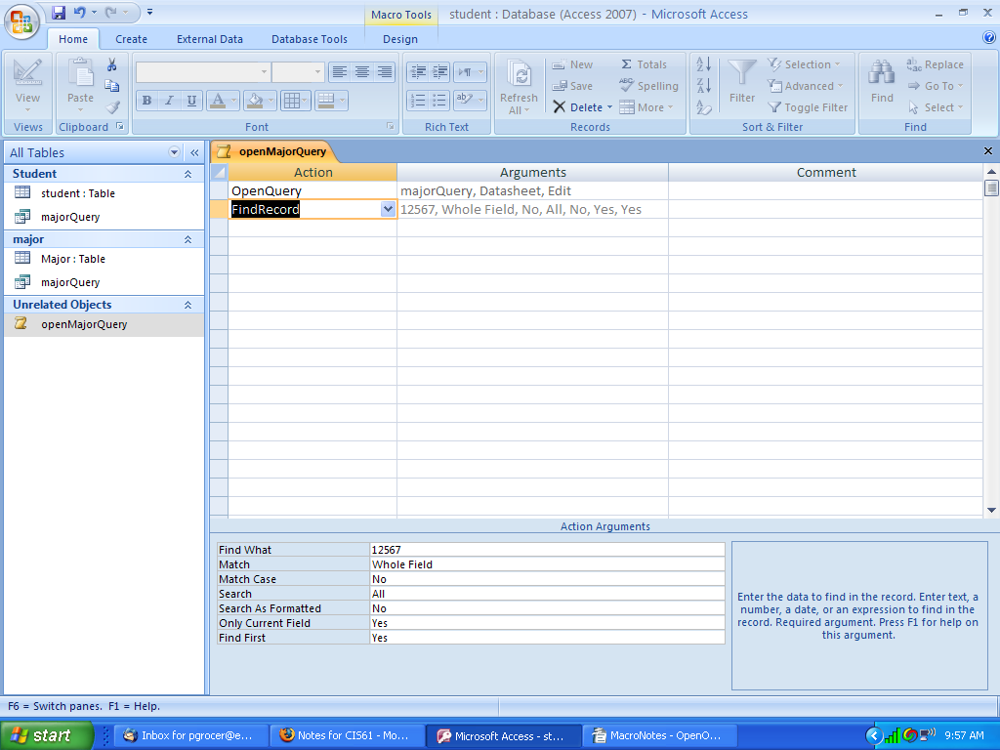 Macro Tools
student : Database (Access 2007) - Microsoft Access
Home
Create
External Data
Database Tools
Design
View
Views
Paste
Clipboard
B I U
A
Font
ab
Rich Text
Refresh
All
New
Save
Delete
Σ Totals
ABC Spelling
More
Records
Filter
Selection
Advanced
Toggle Filter
Sort & Filter
Find
Replace
Go To
Select
Find
All Tables
Student
student : Table
majorQuery
major
Major : Table
majorQuery
Unrelated Objects
openMajorQuery
openMajorQuery
Action Arguments Comment
OpenQuery majorQuery, Datasheet, Edit
FindRecord 12567, Whole Field, No, All, No, Yes, Yes
Action Arguments
Find What 12567
Match Whole Field
Match Case No
Search All
Search As Formatted No
Only Current Field Yes
Find First Yes
Enter the data to find in the record. Enter text, a
number, a date, or an expression to find in the
record. Required argument. Press F1 for help on
this argument.
F6 = Switch panes. F1 = Help.
start
Inbox for pgrocer@e...
Notes for CIS61 - Mo...
Microsoft Access - st...
MacroNotes - OpenO...
9:57 AM